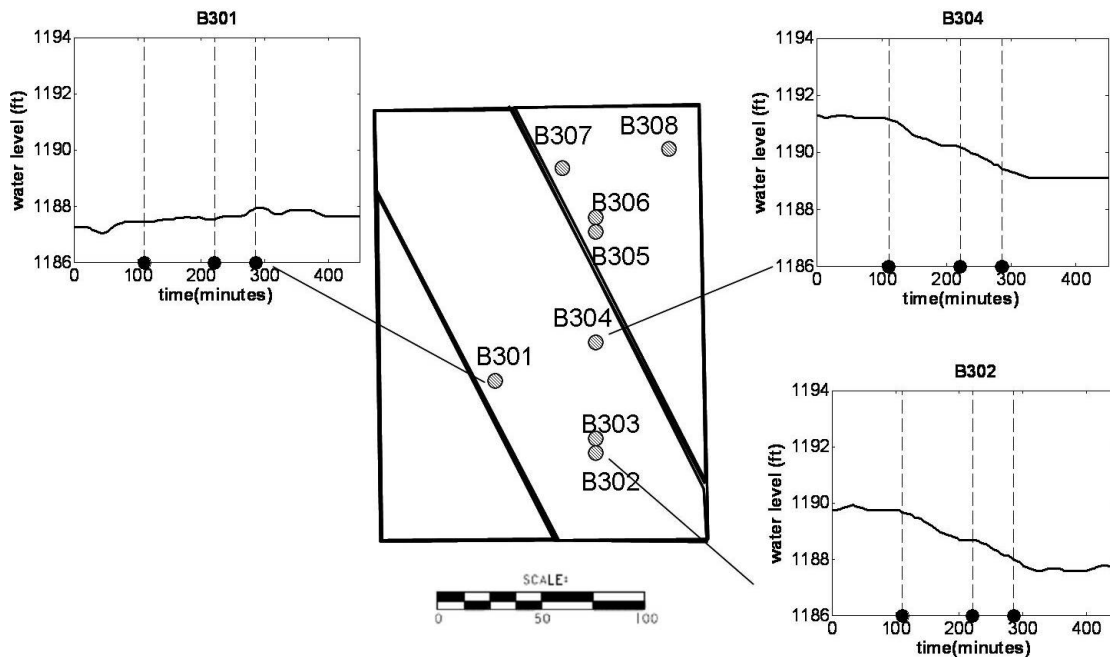 B301
1194
1192
1190
1188
1186
water level (ft)
0 100 200 300 400
time(minutes)
B304
1194
1192
1190
1188
1186
water level (ft)
0 100 200 300 400
time(minutes)
B308
B307
B306
B305
B304
B301
B303
B302
B302
1194
1192
1190
1188
1186
water level (ft)
0 100 200 300 400
time(minutes)
SCALE:
0 50 100